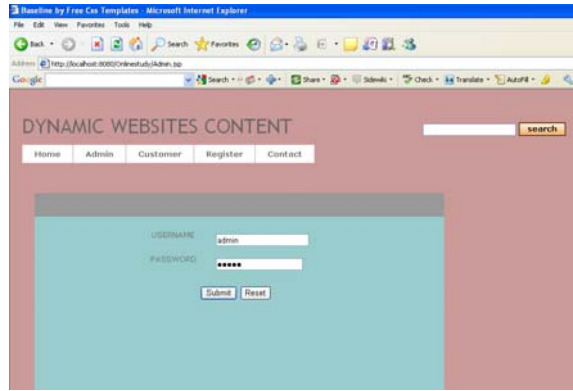 Baseline by Free Css Templates - Microsoft Internet Explorer
File Edit View Favorites Tools Help
Back Search Favorites
Address http://localhost:8080/Onlinestudy/Admin.jsp
Google Search Share Sidewiki Check Translate AutoFill
DYNAMIC WEBSITES CONTENT
search
Home Admin Customer Register Contact
USERNAME admin
PASSWORD •••••
Submit Reset